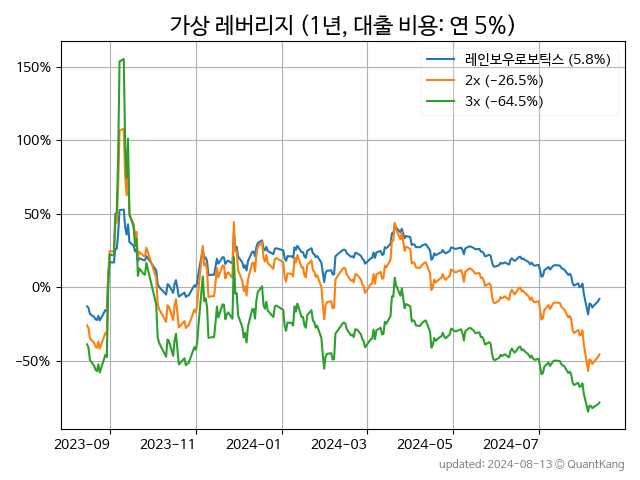 가상 레버리지 (1년, 대출 비용: 연 5%)
레인보우로보틱스 (5.8%)
2x (−26.5%)
3x (−64.5%)
150%
100%
50%
0%
−50%
2023−09 2023−11 2024−01 2024−03 2024−05 2024−07
updated: 2024-08-13 © QuantKang